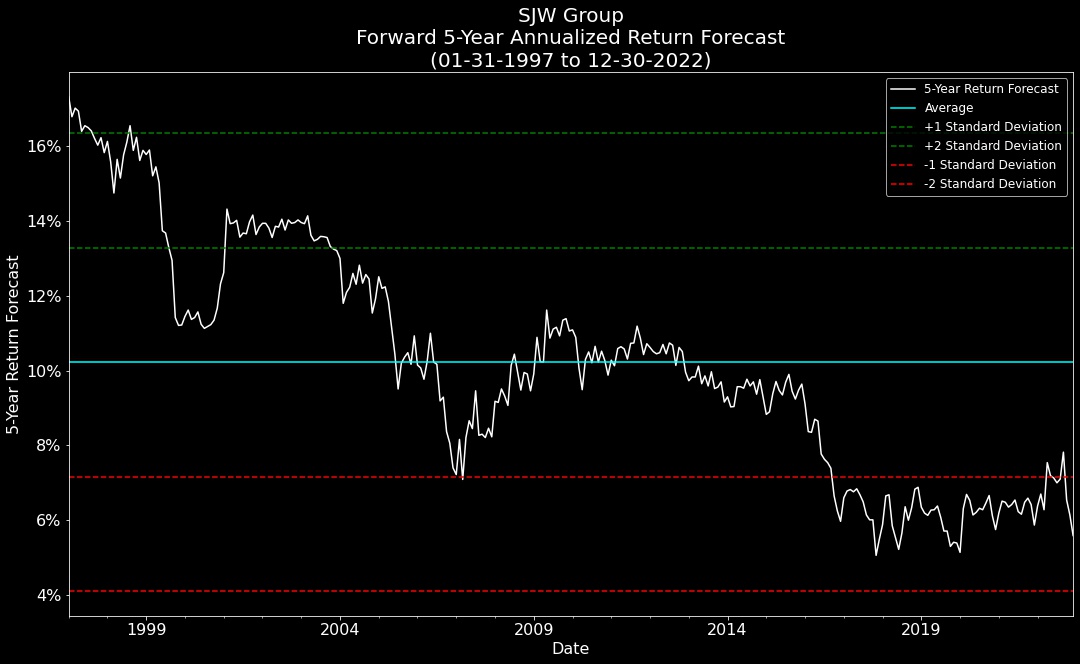 SJW Group
Forward 5-Year Annualized Return Forecast
(01-31-1997 to 12-30-2022)
5-Year Return Forecast
Average
+1 Standard Deviation
+2 Standard Deviation
-1 Standard Deviation
-2 Standard Deviation
5-Year Return Forecast
16%
14%
12%
10%
8%
6%
4%
1999
2004
2009
2014
2019
Date